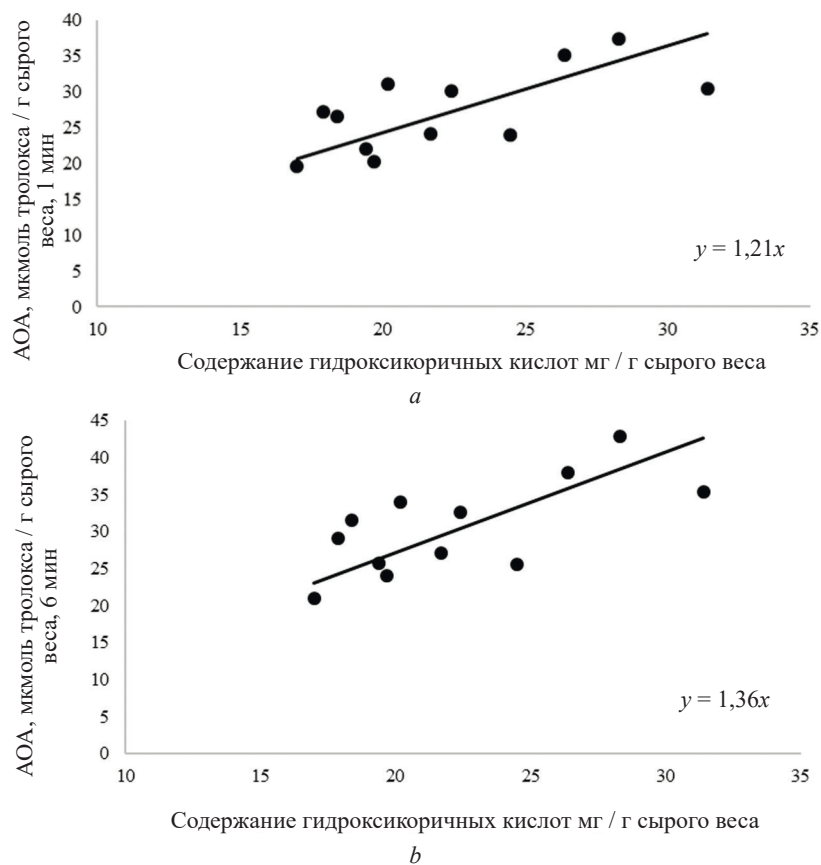 АОА, мкмоль тролокса / г сырого
веса, 1 мин
40
35
30
25
20
15
10
5
0
10 15 20 25 30 35
y = 1,21x
Содержание гидроксикоричных кислот мг / г сырого веса
a
АОА, мкмоль тролокса / г сырого
веса, 6 мин
45
40
35
30
25
20
15
10
5
0
10 15 20 25 30 35
y = 1,36x
Содержание гидроксикоричных кислот мг / г сырого веса
b